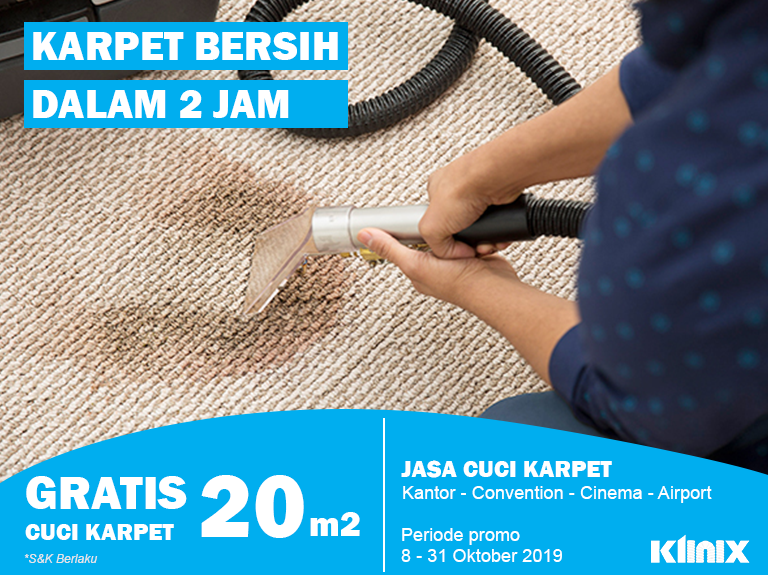 KARPET BERSIH
DALAM 2 JAM
GRATIS 20 m2
CUCI KARPET
*S&K Berlaku
JASA CUCI KARPET
Kantor - Convention - Cinema - Airport
Periode promo
8 - 31 Oktober 2019
Klinix